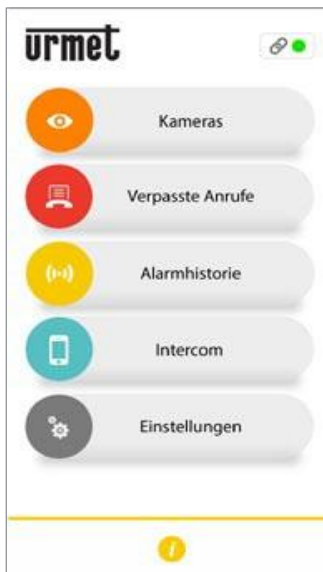 urmet
Kameras
Verpasste Anrufe
Alarmhistorie
Intercom
Einstellungen
i